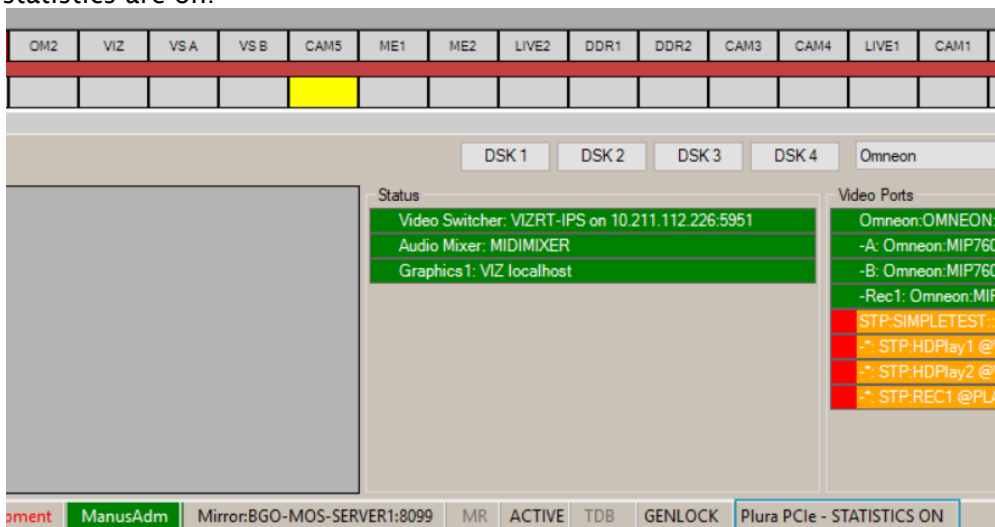 statistics are on.
OM2 VIZ VS A VS B CAM5 ME1 ME2 LIVE2 DDR1 DDR2 CAM3 CAM4 LIVE1 CAM1
DSK 1 DSK 2 DSK 3 DSK 4 Omneon
Status
Video Switcher: VIZRT-IPS on 10.211.112.226:5951
Audio Mixer: MIDIMIXER
Graphics1: VIZ localhost
Video Ports
Omneon:OMNEON:
-A: Omneon:MIP760
-B: Omneon:MIP760
-Rec1: Omneon:MIP
STP:SIMPLETEST::
-*: STP:HDPlay1 @
-*: STP:HDPlay2 @
-*: STP:REC1 @PLA
pment ManusAdm Mirror:BGO-MOS-SERVER1:8099 MR ACTIVE TDB GENLOCK Plura PCIe - STATISTICS ON